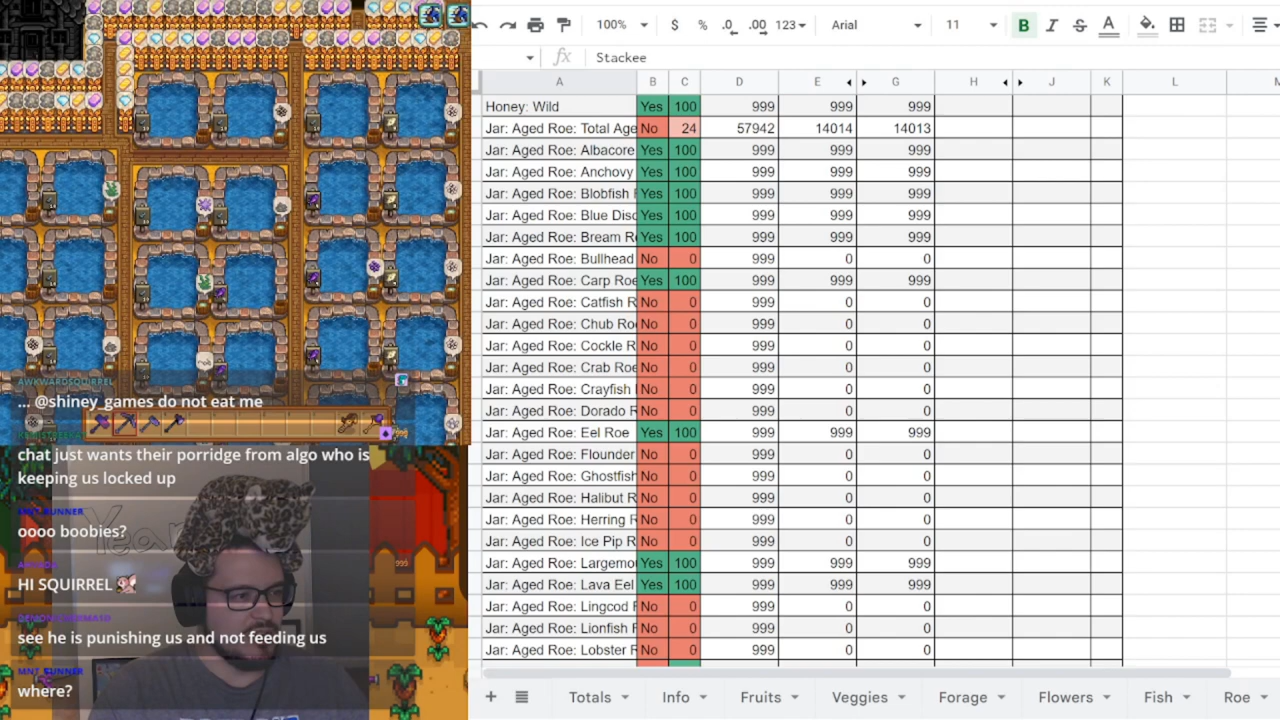 100% $ % .0 .00 123 Arial 11 B I S A
fx Stackee
A B C D E G H J K L
Honey: Wild Yes 100 999 999 999
Jar: Aged Roe: Total Age No 24 57942 14014 14013
Jar: Aged Roe: Albacore Yes 100 999 999 999
Jar: Aged Roe: Anchovy Yes 100 999 999 999
Jar: Aged Roe: Blobfish Yes 100 999 999 999
Jar: Aged Roe: Blue Disc Yes 100 999 999 999
Jar: Aged Roe: Bream R Yes 100 999 999 999
Jar: Aged Roe: Bullhead No 0 999 0 0
Jar: Aged Roe: Carp Roe Yes 100 999 999 999
Jar: Aged Roe: Catfish R No 0 999 0 0
Jar: Aged Roe: Chub Roe No 0 999 0 0
Jar: Aged Roe: Cockle R No 0 999 0 0
Jar: Aged Roe: Crab Roe No 0 999 0 0
Jar: Aged Roe: Crayfish No 0 999 0 0
Jar: Aged Roe: Dorado R No 0 999 0 0
Jar: Aged Roe: Eel Roe Yes 100 999 999 999
Jar: Aged Roe: Flounder No 0 999 0 0
Jar: Aged Roe: Ghostfish No 0 999 0 0
Jar: Aged Roe: Halibut R No 0 999 0 0
Jar: Aged Roe: Herring R No 0 999 0 0
Jar: Aged Roe: Ice Pip R No 0 999 0 0
Jar: Aged Roe: Largemou Yes 100 999 999 999
Jar: Aged Roe: Lava Eel Yes 100 999 999 999
Jar: Aged Roe: Lingcod No 0 999 0 0
Jar: Aged Roe: Lionfish No 0 999 0 0
Jar: Aged Roe: Lobster R No 0 999 0 0
Totals Info Fruits Veggies Forage Flowers Fish Roe
AWKWARDSQUIRREL
... @shiney_games do not eat me
chat just wants their porridge from algo who is
keeping us locked up
oooo boobies?
HI SQUIRREL
see he is punishing us and not feeding us
where?